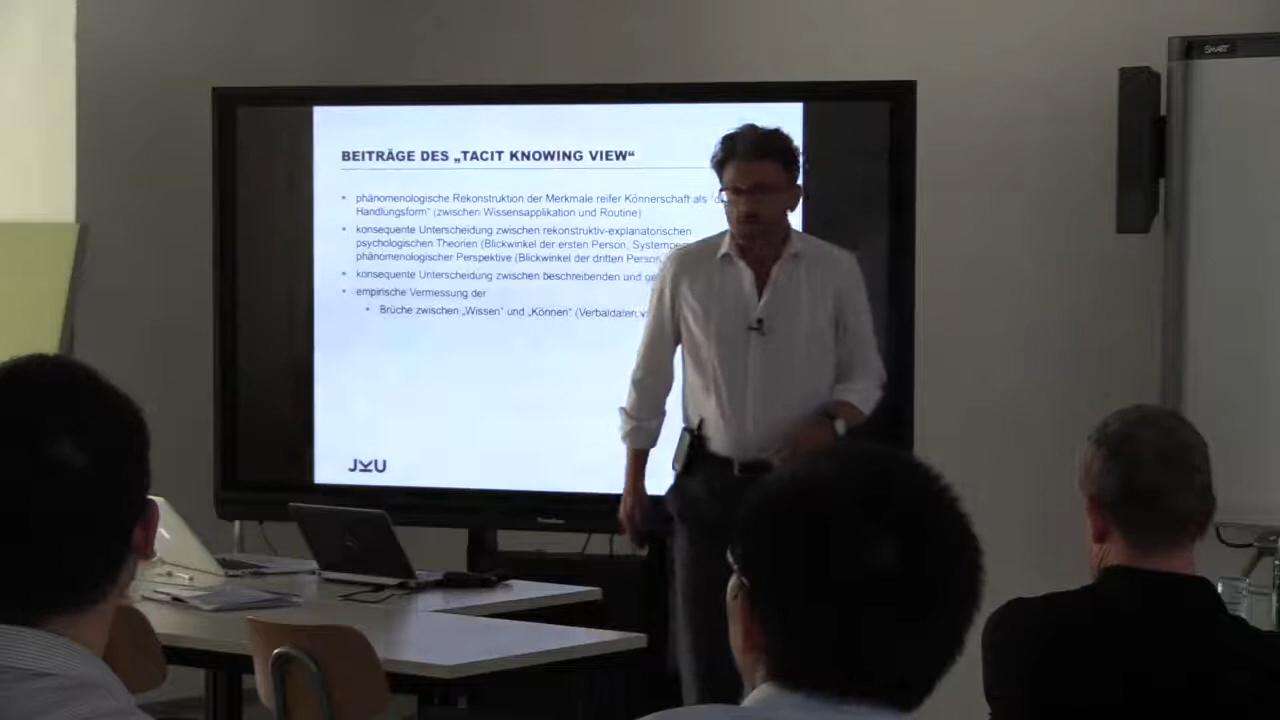 SMART
BEITRÄGE DES „TACIT KNOWING VIEW“
• phänomenologische Rekonstruktion der Merkmale reifer Könnerschaft als
Handlungsform“ (zwischen Wissensapplikation und Routine)
• konsequente Unterscheidung zwischen rekonstruktiv-explanatorischen
psychologischen Theorien (Blickwinkel der ersten Person,
phänomenologischer Perspektive (Blickwinkel der dritten Person,
• konsequente Unterscheidung zwischen beschreibenden und
• empirische Vermessung der
• Brüche zwischen „Wissen“ und „Können“ (Verbaldaten
JKU